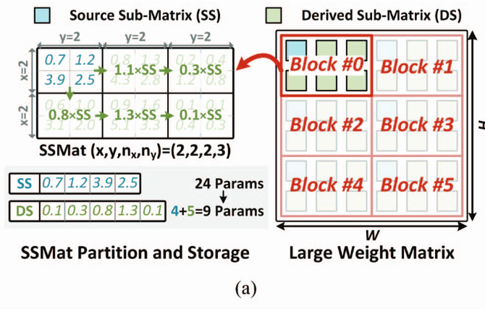 Source Sub-Matrix (SS)
Derived Sub-Matrix (DS)
y=2 y=2 y=2
x=2
0.7 1.2
3.9 2.5
1.1×SS
0.3×SS
x=2
0.8×SS
1.3×SS
0.1×SS
SSMat (x,y,nx,ny)=(2,2,2,3)
SS 0.7 1.2 3.9 2.5
24 Params
DS 0.1 0.3 0.8 1.3 0.1
4+5=9 Params
SSMat Partition and Storage
Block #0
Block #1
Block #2
Block #3
Block #4
Block #5
H
W
Large Weight Matrix
(a)